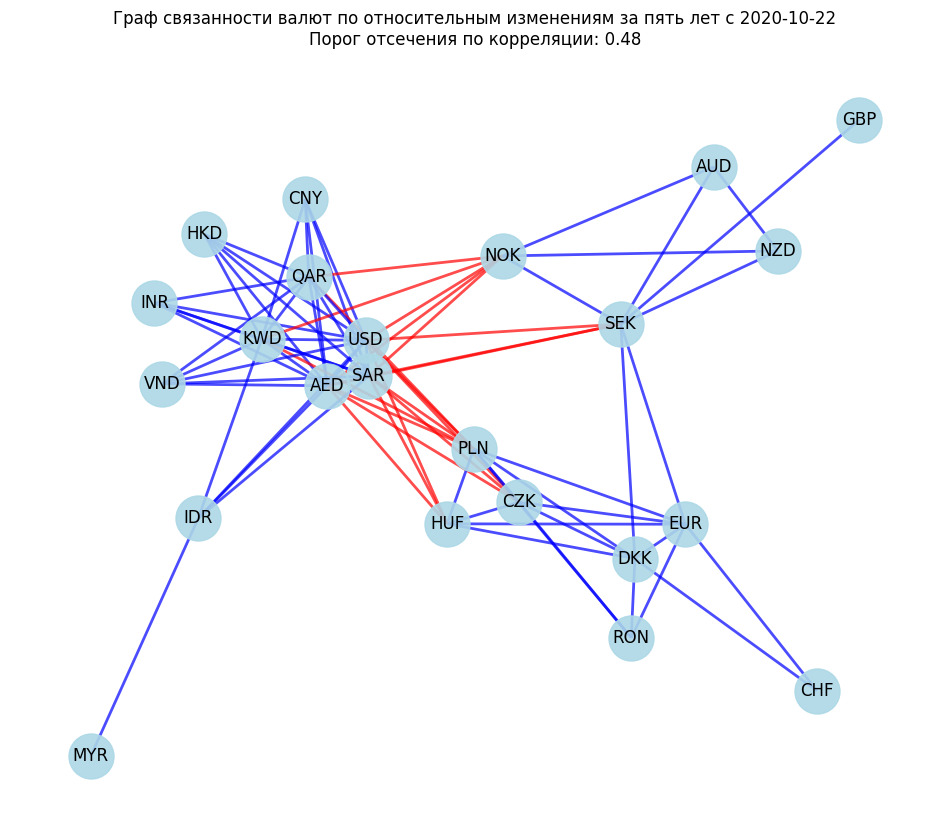 Граф связанности валют по относительным изменениям за пять лет с 2020-10-22
Порог отсечения по корреляции: 0.48
GBP
AUD
CNY
HKD
NZD
NOK
QAR
INR
SEK
KWD
USD
SAR
VND
AED
PLN
CZK
IDR
HUF
EUR
DKK
RON
CHF
MYR